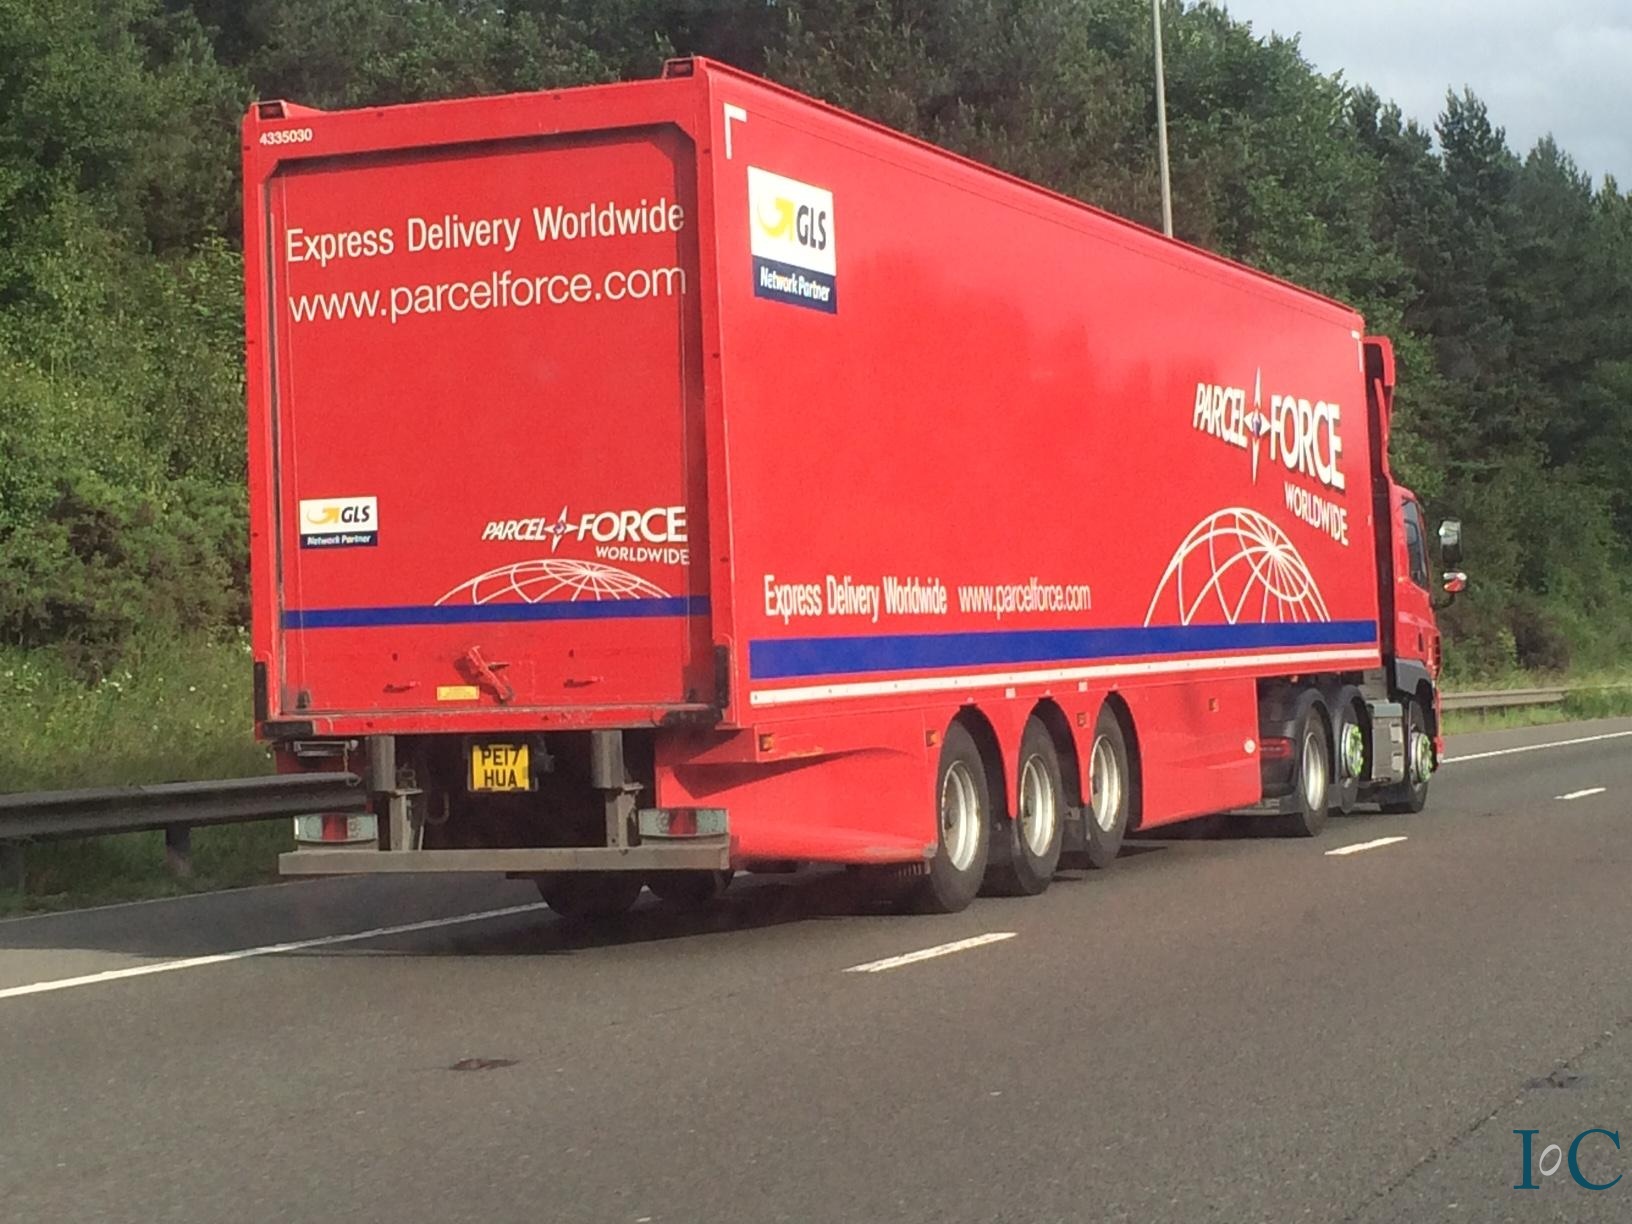 4335030
Express Delivery Worldwide
www.parcelforce.com
GLS
Network Partner
PARCEL FORCE
WORLDWIDE
PE17
HUA
GLS
Network Partner
PARCEL FORCE
WORLDWIDE
Express Delivery Worldwide www.parcelforce.com
IoC